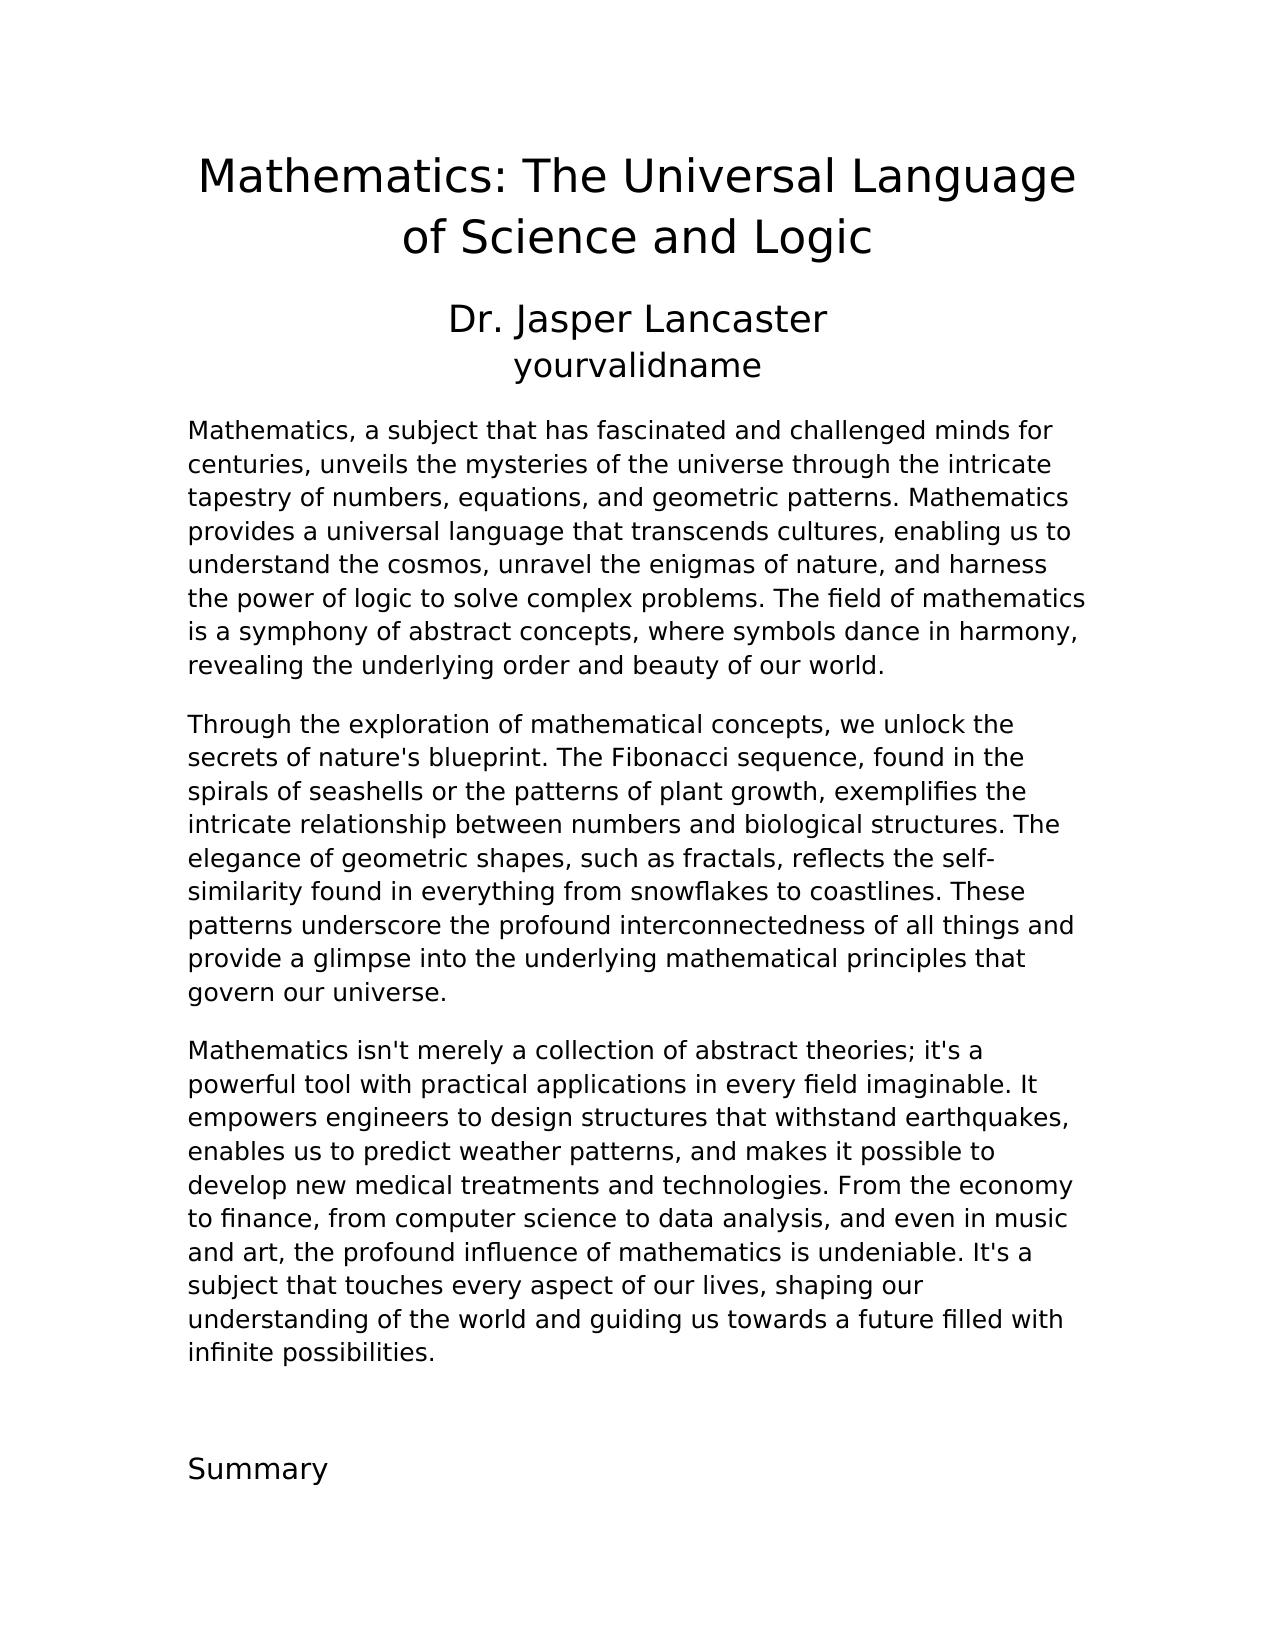 Mathematics: The Universal Language
of Science and Logic
Dr. Jasper Lancaster
yourvalidname
Mathematics, a subject that has fascinated and challenged minds for
centuries, unveils the mysteries of the universe through the intricate
tapestry of numbers, equations, and geometric patterns. Mathematics
provides a universal language that transcends cultures, enabling us to
understand the cosmos, unravel the enigmas of nature, and harness
the power of logic to solve complex problems. The field of mathematics
is a symphony of abstract concepts, where symbols dance in harmony,
revealing the underlying order and beauty of our world.
Through the exploration of mathematical concepts, we unlock the
secrets of nature's blueprint. The Fibonacci sequence, found in the
spirals of seashells or the patterns of plant growth, exemplifies the
intricate relationship between numbers and biological structures. The
elegance of geometric shapes, such as fractals, reflects the self-
similarity found in everything from snowflakes to coastlines. These
patterns underscore the profound interconnectedness of all things and
provide a glimpse into the underlying mathematical principles that
govern our universe.
Mathematics isn't merely a collection of abstract theories; it's a
powerful tool with practical applications in every field imaginable. It
empowers engineers to design structures that withstand earthquakes,
enables us to predict weather patterns, and makes it possible to
develop new medical treatments and technologies. From the economy
to finance, from computer science to data analysis, and even in music
and art, the profound influence of mathematics is undeniable. It's a
subject that touches every aspect of our lives, shaping our
understanding of the world and guiding us towards a future filled with
infinite possibilities.
Summary